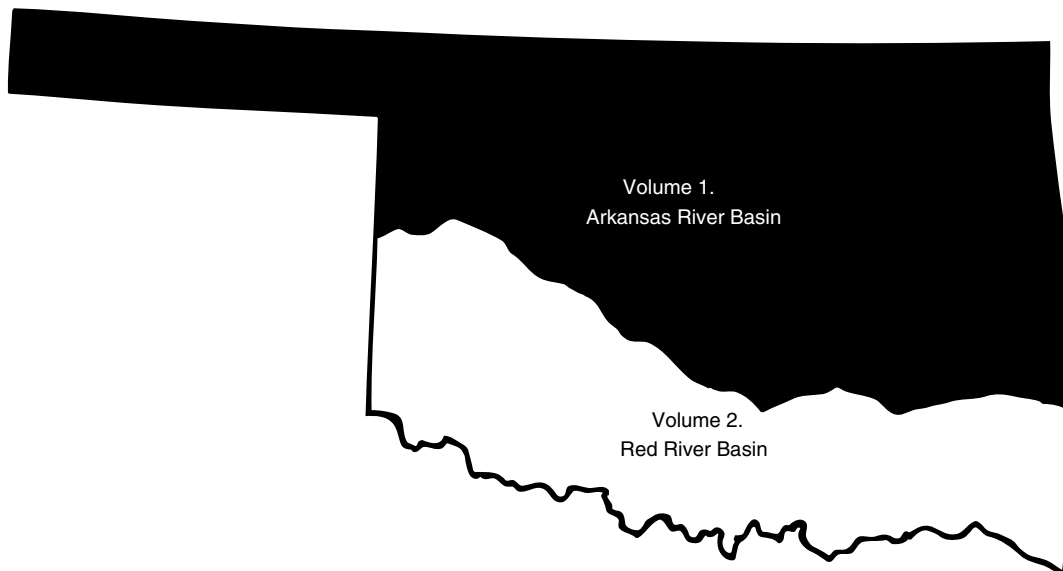 Volume 1.
Arkansas River Basin
Volume 2.
Red River Basin